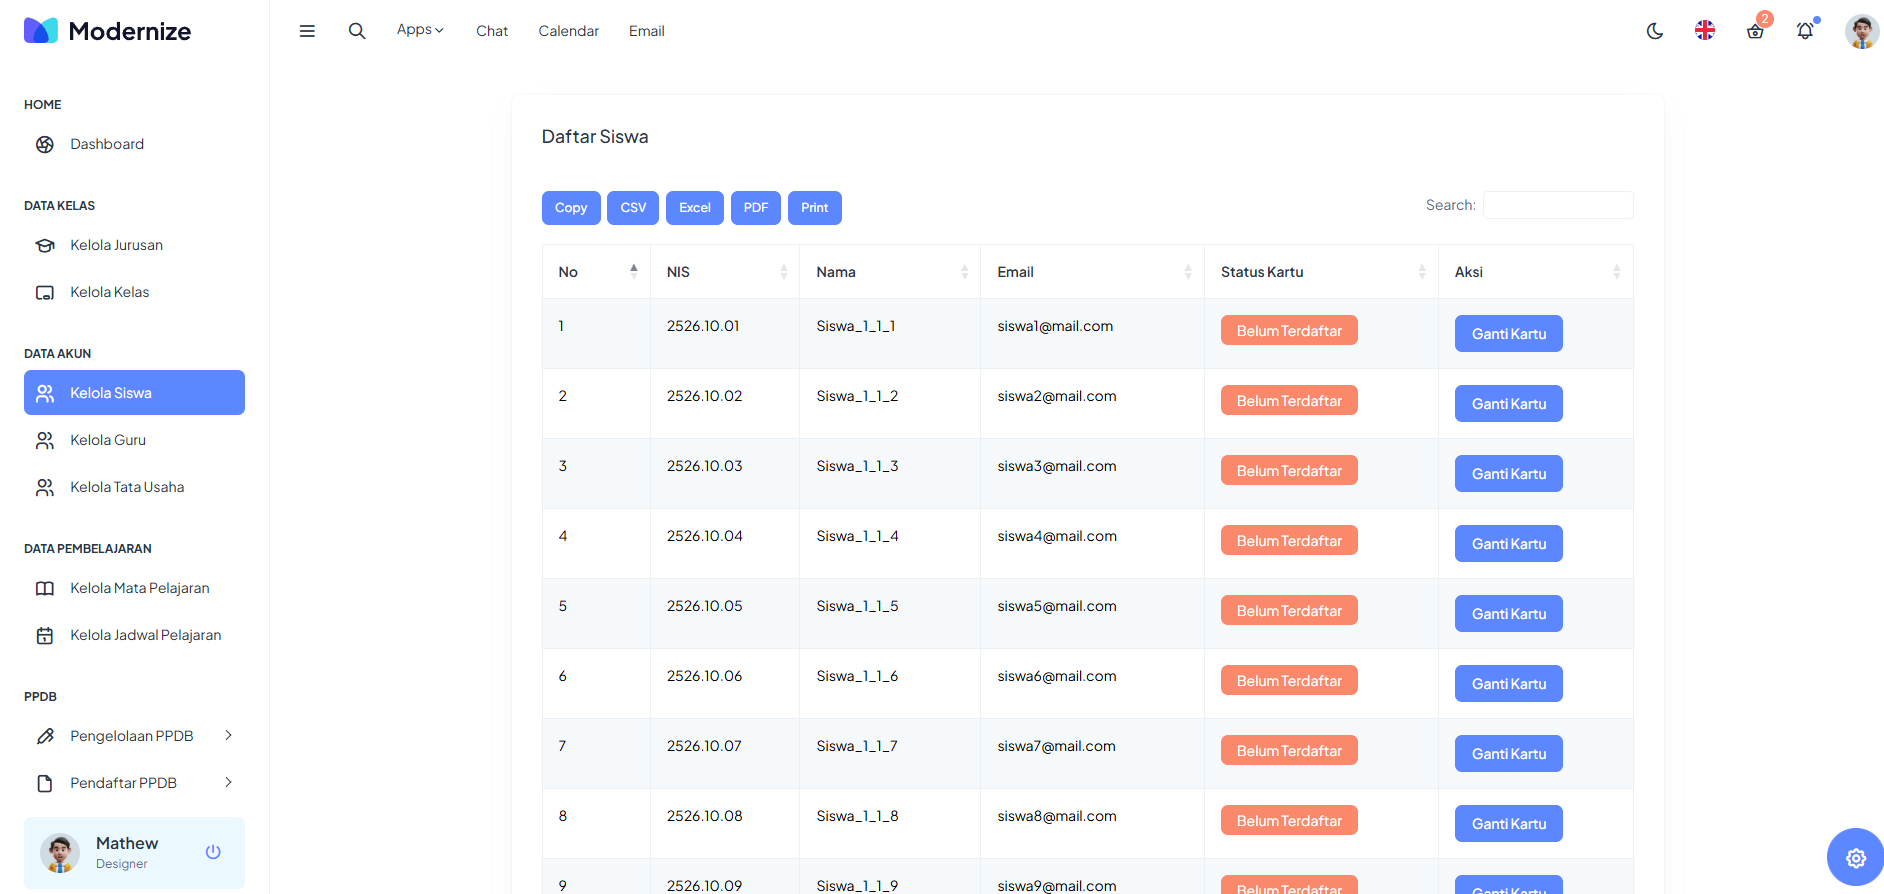 Modernize
Apps Chat Calendar Email
2
HOME
Dashboard
DATA KELAS
Kelola Jurusan
Kelola Kelas
DATA AKUN
Kelola Siswa
Kelola Guru
Kelola Tata Usaha
DATA PEMBELAJARAN
Kelola Mata Pelajaran
Kelola Jadwal Pelajaran
PPDB
Pengelolaan PPDB
Pendaftar PPDB
Mathew
Designer
Daftar Siswa
Copy CSV Excel PDF Print
Search:
No NIS Nama Email Status Kartu Aksi
1 2526.10.01 Siswa_1_1_1 siswa1@mail.com Belum Terdaftar Ganti Kartu
2 2526.10.02 Siswa_1_1_2 siswa2@mail.com Belum Terdaftar Ganti Kartu
3 2526.10.03 Siswa_1_1_3 siswa3@mail.com Belum Terdaftar Ganti Kartu
4 2526.10.04 Siswa_1_1_4 siswa4@mail.com Belum Terdaftar Ganti Kartu
5 2526.10.05 Siswa_1_1_5 siswa5@mail.com Belum Terdaftar Ganti Kartu
6 2526.10.06 Siswa_1_1_6 siswa6@mail.com Belum Terdaftar Ganti Kartu
7 2526.10.07 Siswa_1_1_7 siswa7@mail.com Belum Terdaftar Ganti Kartu
8 2526.10.08 Siswa_1_1_8 siswa8@mail.com Belum Terdaftar Ganti Kartu
9 2526.10.09 Siswa_1_1_9 siswa9@mail.com Belum Terdaftar Ganti Kartu